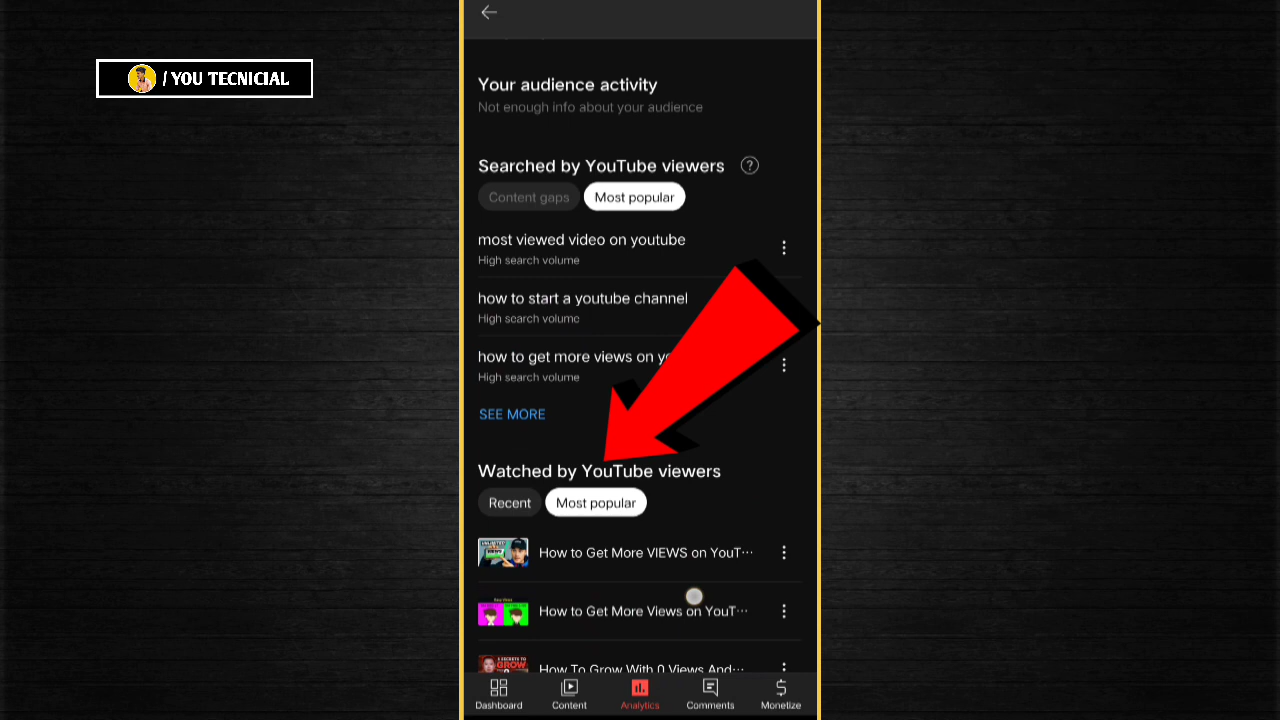 / YOU TECNICIAL
Your audience activity
Not enough info about your audience
Searched by YouTube viewers ?
Content gaps Most popular
most viewed video on youtube
High search volume
how to start a youtube channel
High search volume
how to get more views on
High search volume
SEE MORE
Watched by YouTube viewers
Recent Most popular
How to Get More VIEWS on YouT···
How to Get More Views on YouT···
How To Grow With 0 Views And···
GROW
Dashboard Content Analytics Comments Monetize